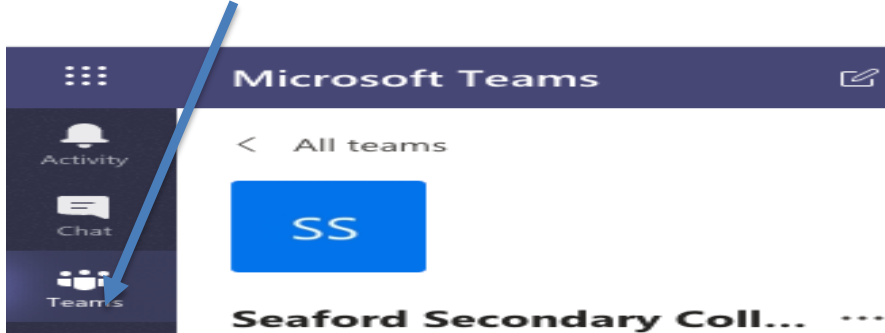 Microsoft Teams
Activity
< All teams
Chat
SS
Teams
Seaford Secondary Coll... ...